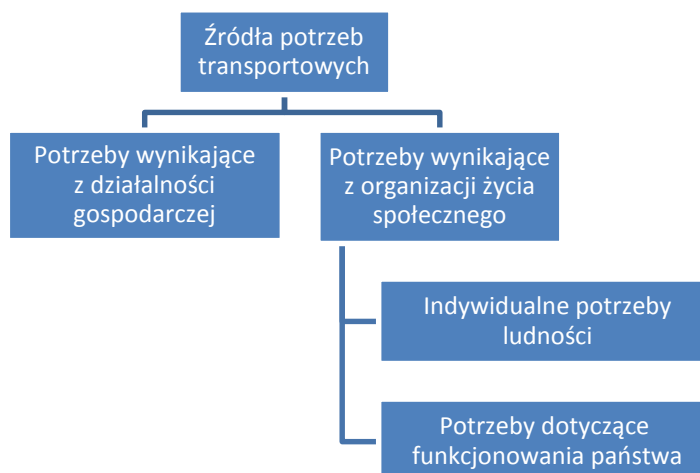 Źródła potrzeb
transportowych
Potrzeby wynikające
z działalności
gospodarczej
Potrzeby wynikające
z organizacji życia
społecznego
Indywidualne potrzeby
ludności
Potrzeby dotyczące
funkcjonowania państwa